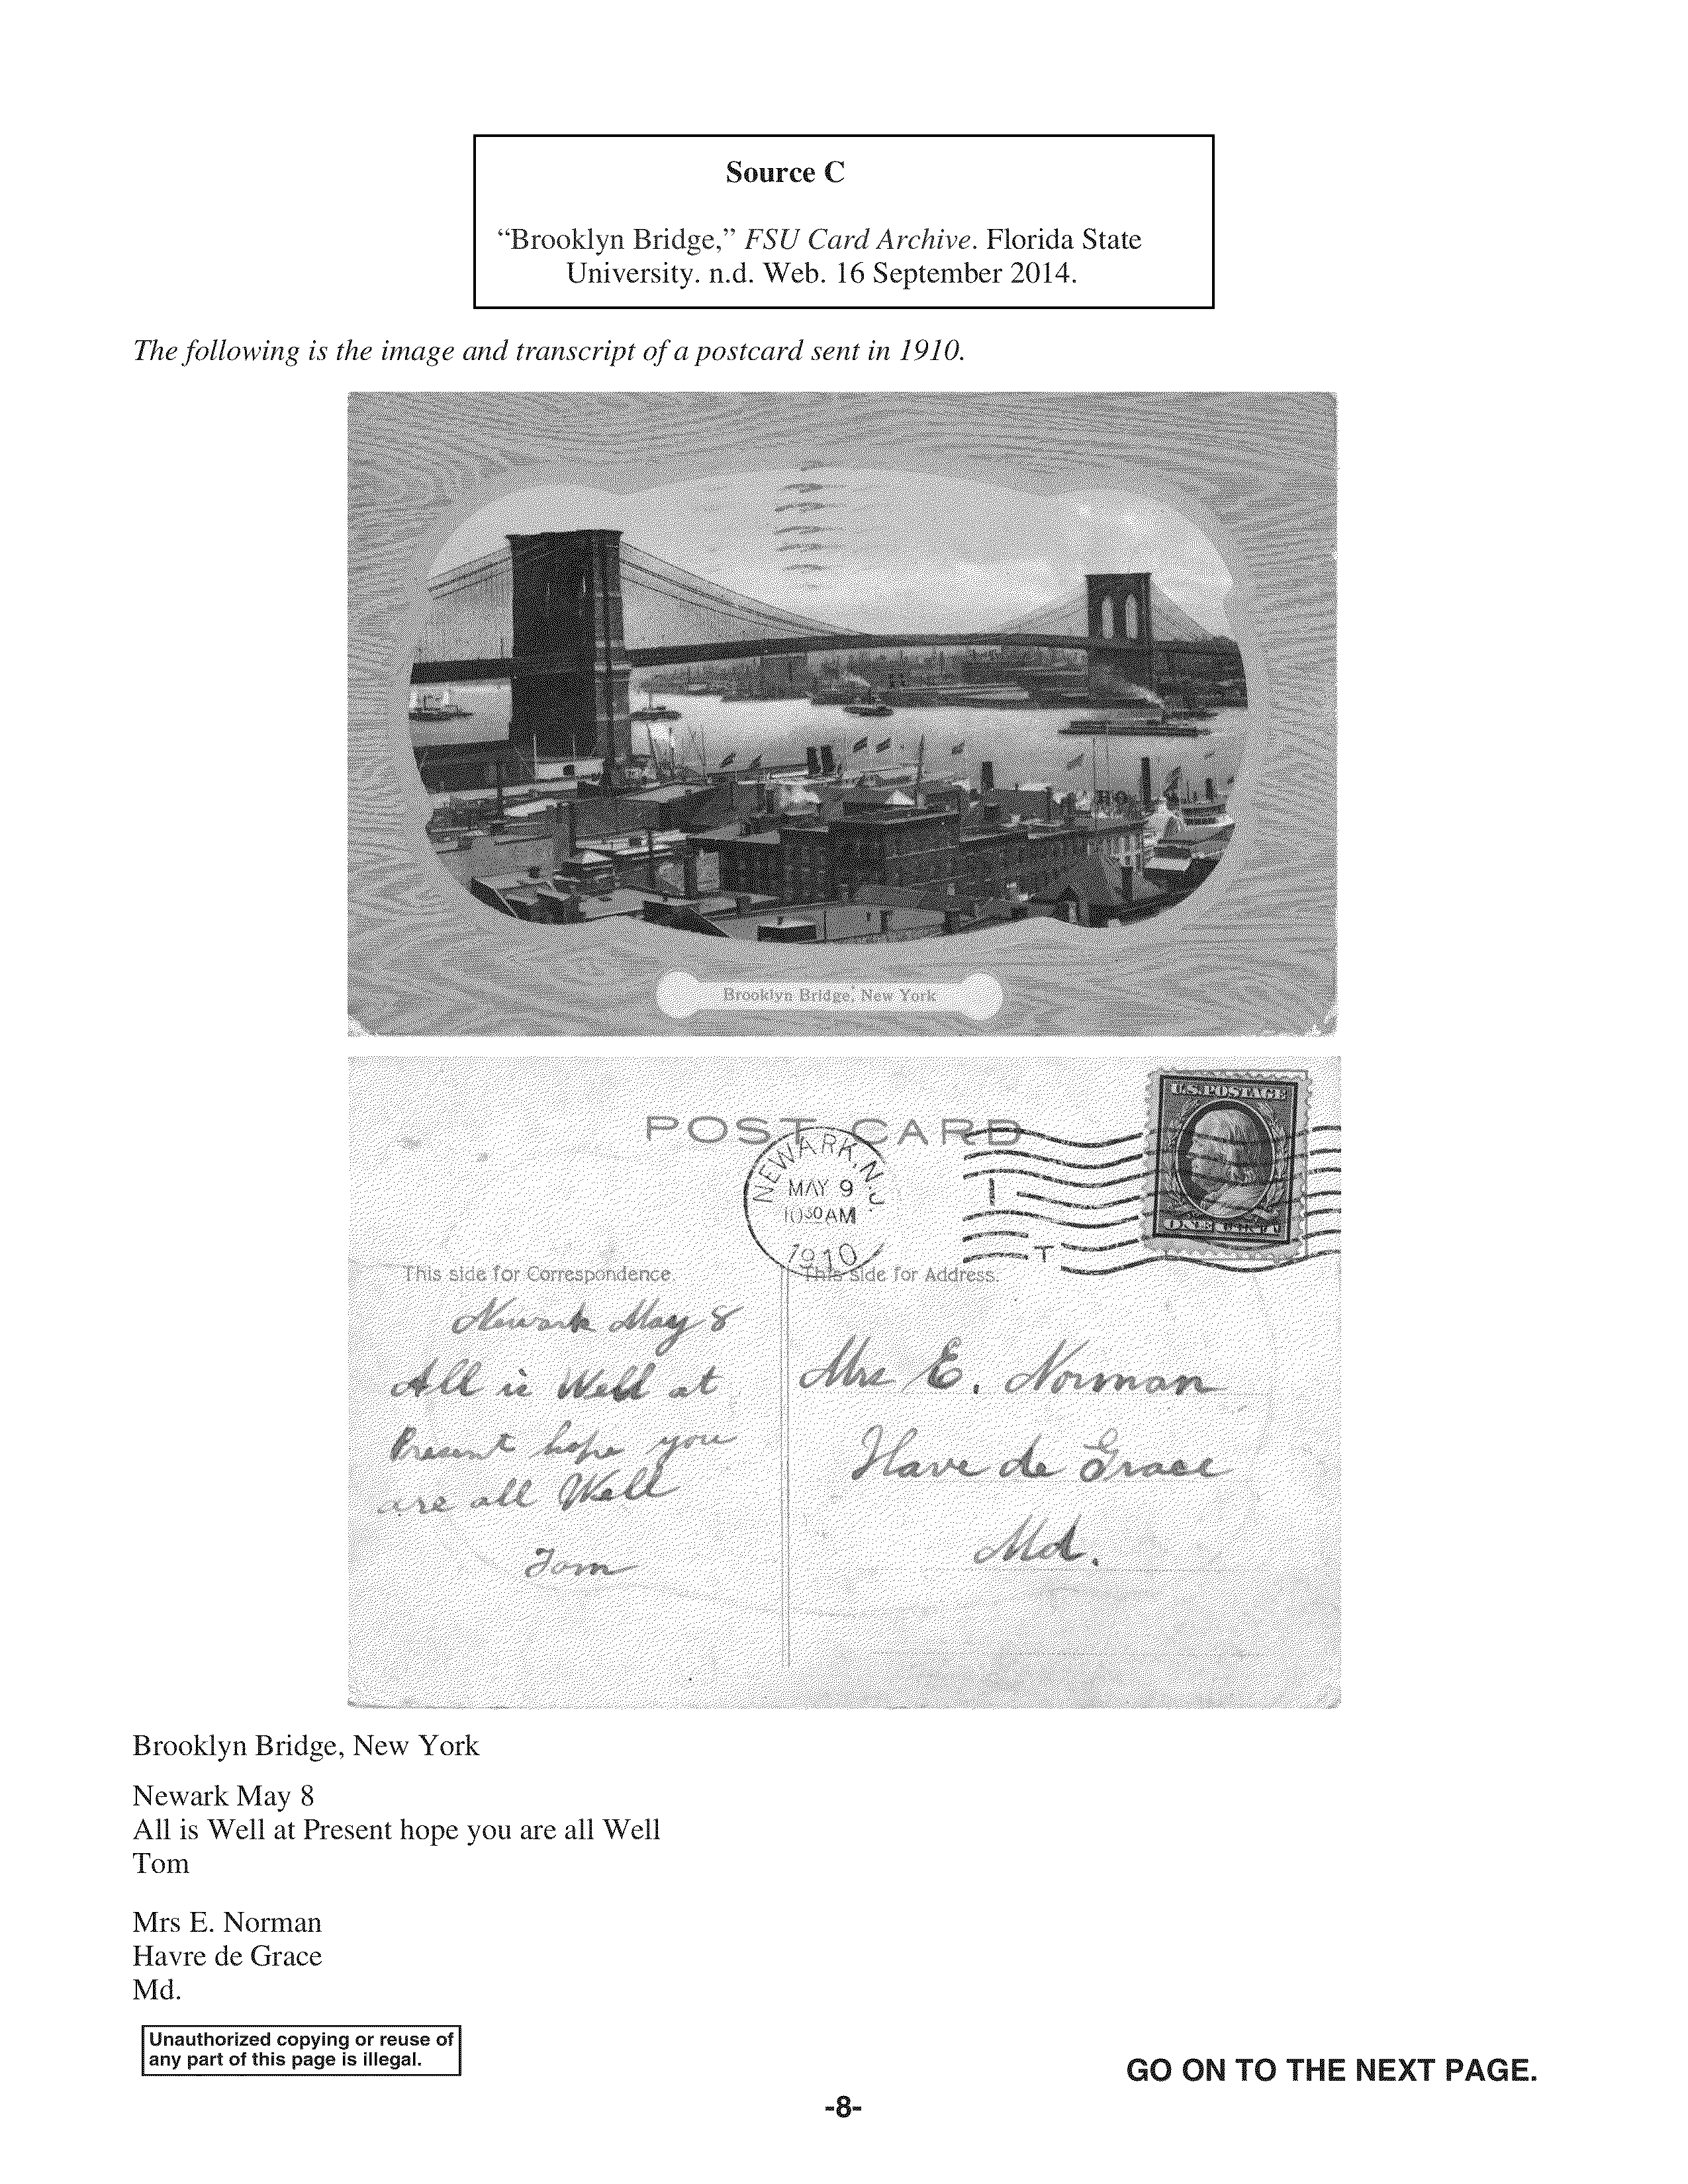 Source C
“Brooklyn Bridge,” FSU Card Archive. Florida State
University. n.d. Web. 16 September 2014.
The following is the image and transcript of a postcard sent in 1910.
HO
Brooklyn Bridge, New York
POST CARD
U.S. POSTAGE
ONE CENT
NEWARK, N.J.
MAY 9
10 30 AM
1910
This side for Correspondence.
This side for Address.
Newark May 8
All is Well at
Present hope you
are all Well
Tom
Mrs E. Norman
Havre de Grace
Md.
Brooklyn Bridge, New York
Newark May 8
All is Well at Present hope you are all Well
Tom
Mrs E. Norman
Havre de Grace
Md.
Unauthorized copying or reuse of
any part of this page is illegal.
GO ON TO THE NEXT PAGE.
-8-